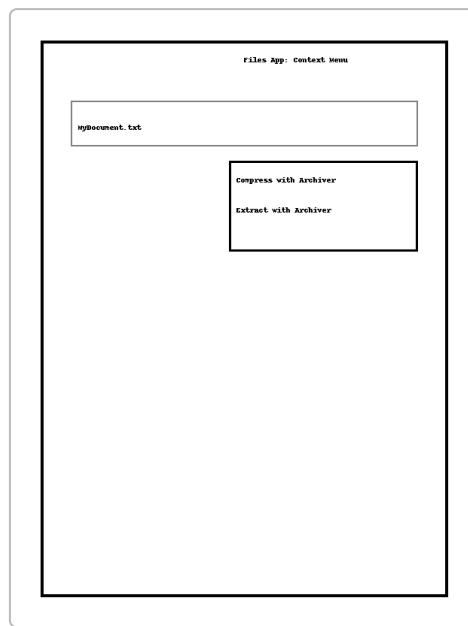 Files App: Context Menu
MyDocument.txt
Compress with Archiver
Extract with Archiver